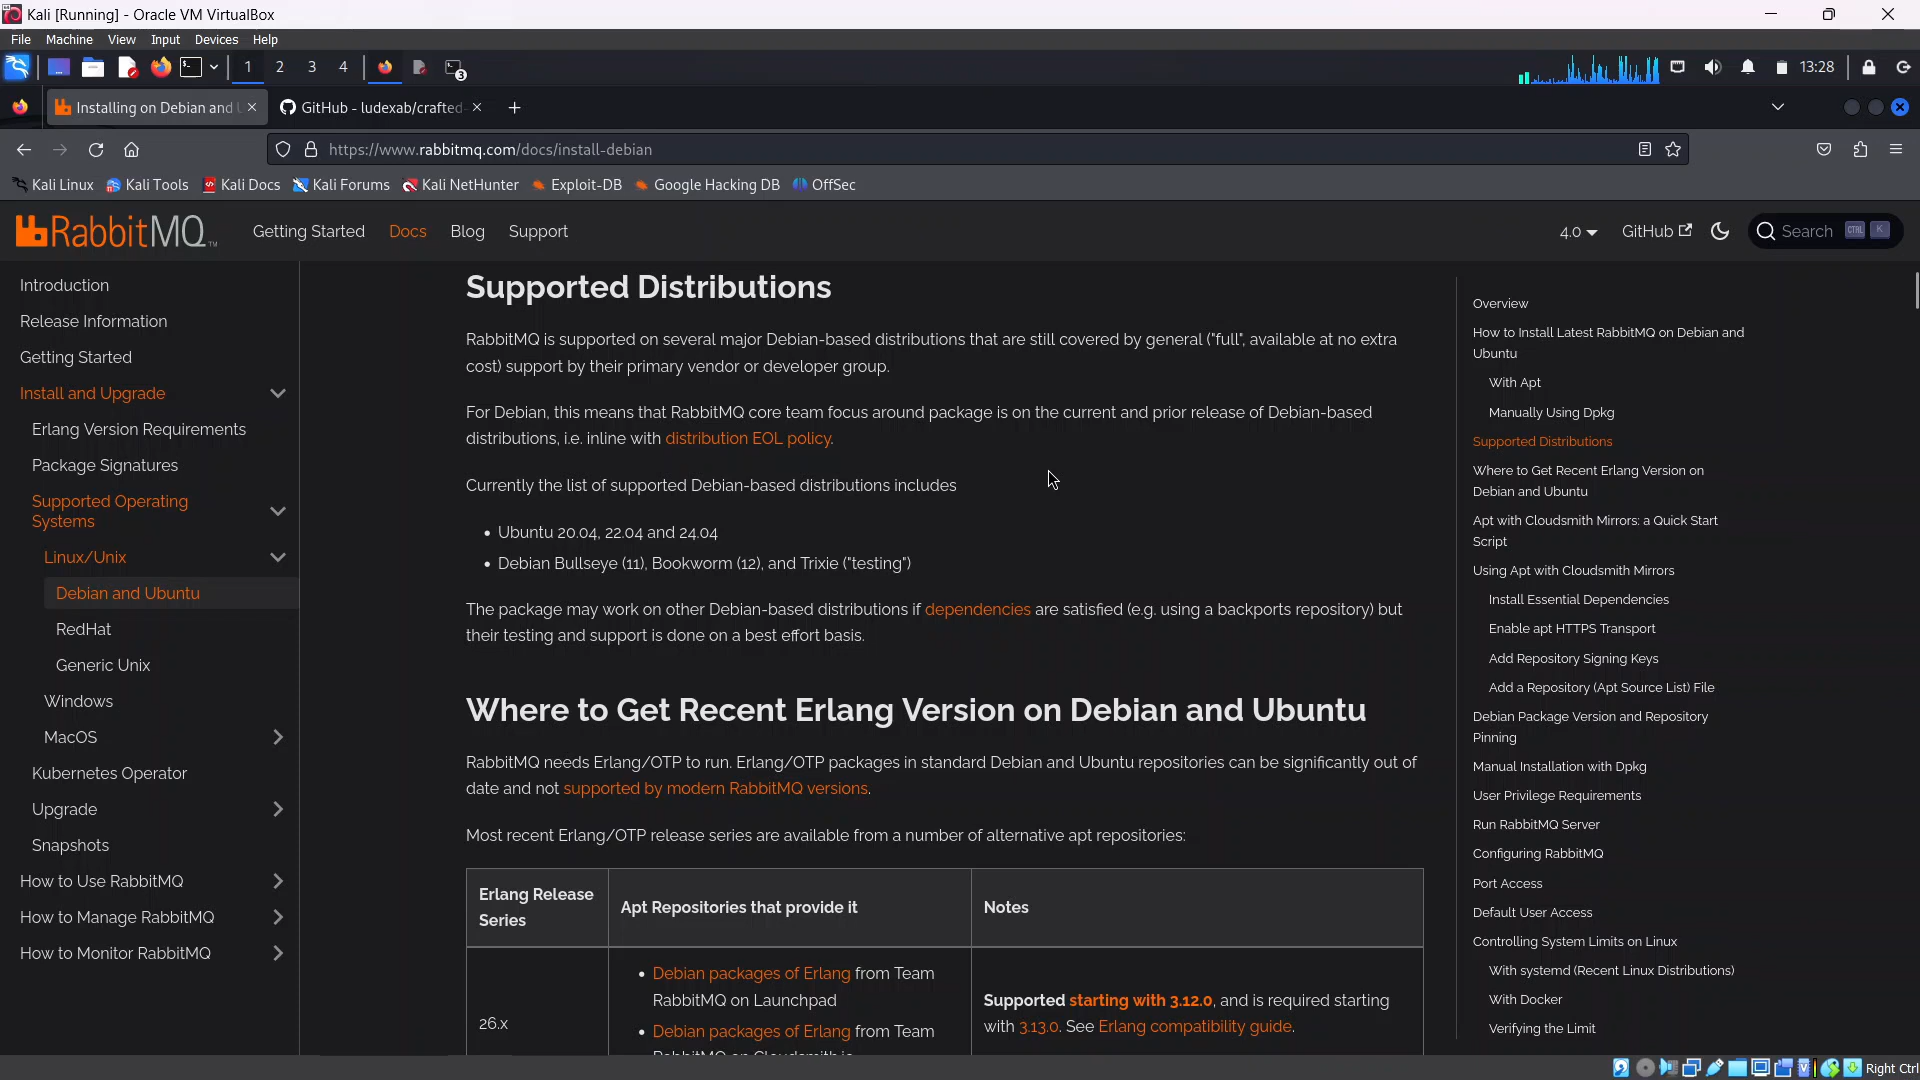 Kali [Running] - Oracle VM VirtualBox
File Machine View Input Devices Help
1 2 3 4
3
13:28
Installing on Debian and U
GitHub - ludexab/crafted-
https://www.rabbitmq.com/docs/install-debian
Kali Linux Kali Tools Kali Docs Kali Forums Kali NetHunter Exploit-DB Google Hacking DB OffSec
RabbitMQ TM
Getting Started Docs Blog Support
4.0 GitHub Search CTRL K
Introduction
Release Information
Getting Started
Install and Upgrade
Erlang Version Requirements
Package Signatures
Supported Operating
Systems
Linux/Unix
Debian and Ubuntu
RedHat
Generic Unix
Windows
MacOS
Kubernetes Operator
Upgrade
Snapshots
How to Use RabbitMQ
How to Manage RabbitMQ
How to Monitor RabbitMQ
Supported Distributions
RabbitMQ is supported on several major Debian-based distributions that are still covered by general ("full", available at no extra
cost) support by their primary vendor or developer group.
For Debian, this means that RabbitMQ core team focus around package is on the current and prior release of Debian-based
distributions, i.e. inline with distribution EOL policy.
Currently the list of supported Debian-based distributions includes
• Ubuntu 20.04, 22.04 and 24.04
• Debian Bullseye (11), Bookworm (12), and Trixie ("testing")
The package may work on other Debian-based distributions if dependencies are satisfied (e.g. using a backports repository) but
their testing and support is done on a best effort basis.
Where to Get Recent Erlang Version on Debian and Ubuntu
RabbitMQ needs Erlang/OTP to run. Erlang/OTP packages in standard Debian and Ubuntu repositories can be significantly out of
date and not supported by modern RabbitMQ versions.
Most recent Erlang/OTP release series are available from a number of alternative apt repositories:
Erlang Release
Series
Apt Repositories that provide it
Notes
26.x
• Debian packages of Erlang from Team
RabbitMQ on Launchpad
• Debian packages of Erlang from Team
RabbitMQ on Cloudsmith.io
Supported starting with 3.12.0, and is required starting
with 3.13.0. See Erlang compatibility guide.
Overview
How to Install Latest RabbitMQ on Debian and
Ubuntu
With Apt
Manually Using Dpkg
Supported Distributions
Where to Get Recent Erlang Version on
Debian and Ubuntu
Apt with Cloudsmith Mirrors: a Quick Start
Script
Using Apt with Cloudsmith Mirrors
Install Essential Dependencies
Enable apt HTTPS Transport
Add Repository Signing Keys
Add a Repository (Apt Source List) File
Debian Package Version and Repository
Pinning
Manual Installation with Dpkg
User Privilege Requirements
Run RabbitMQ Server
Configuring RabbitMQ
Port Access
Default User Access
Controlling System Limits on Linux
With systemd (Recent Linux Distributions)
With Docker
Verifying the Limit
Right Ctrl